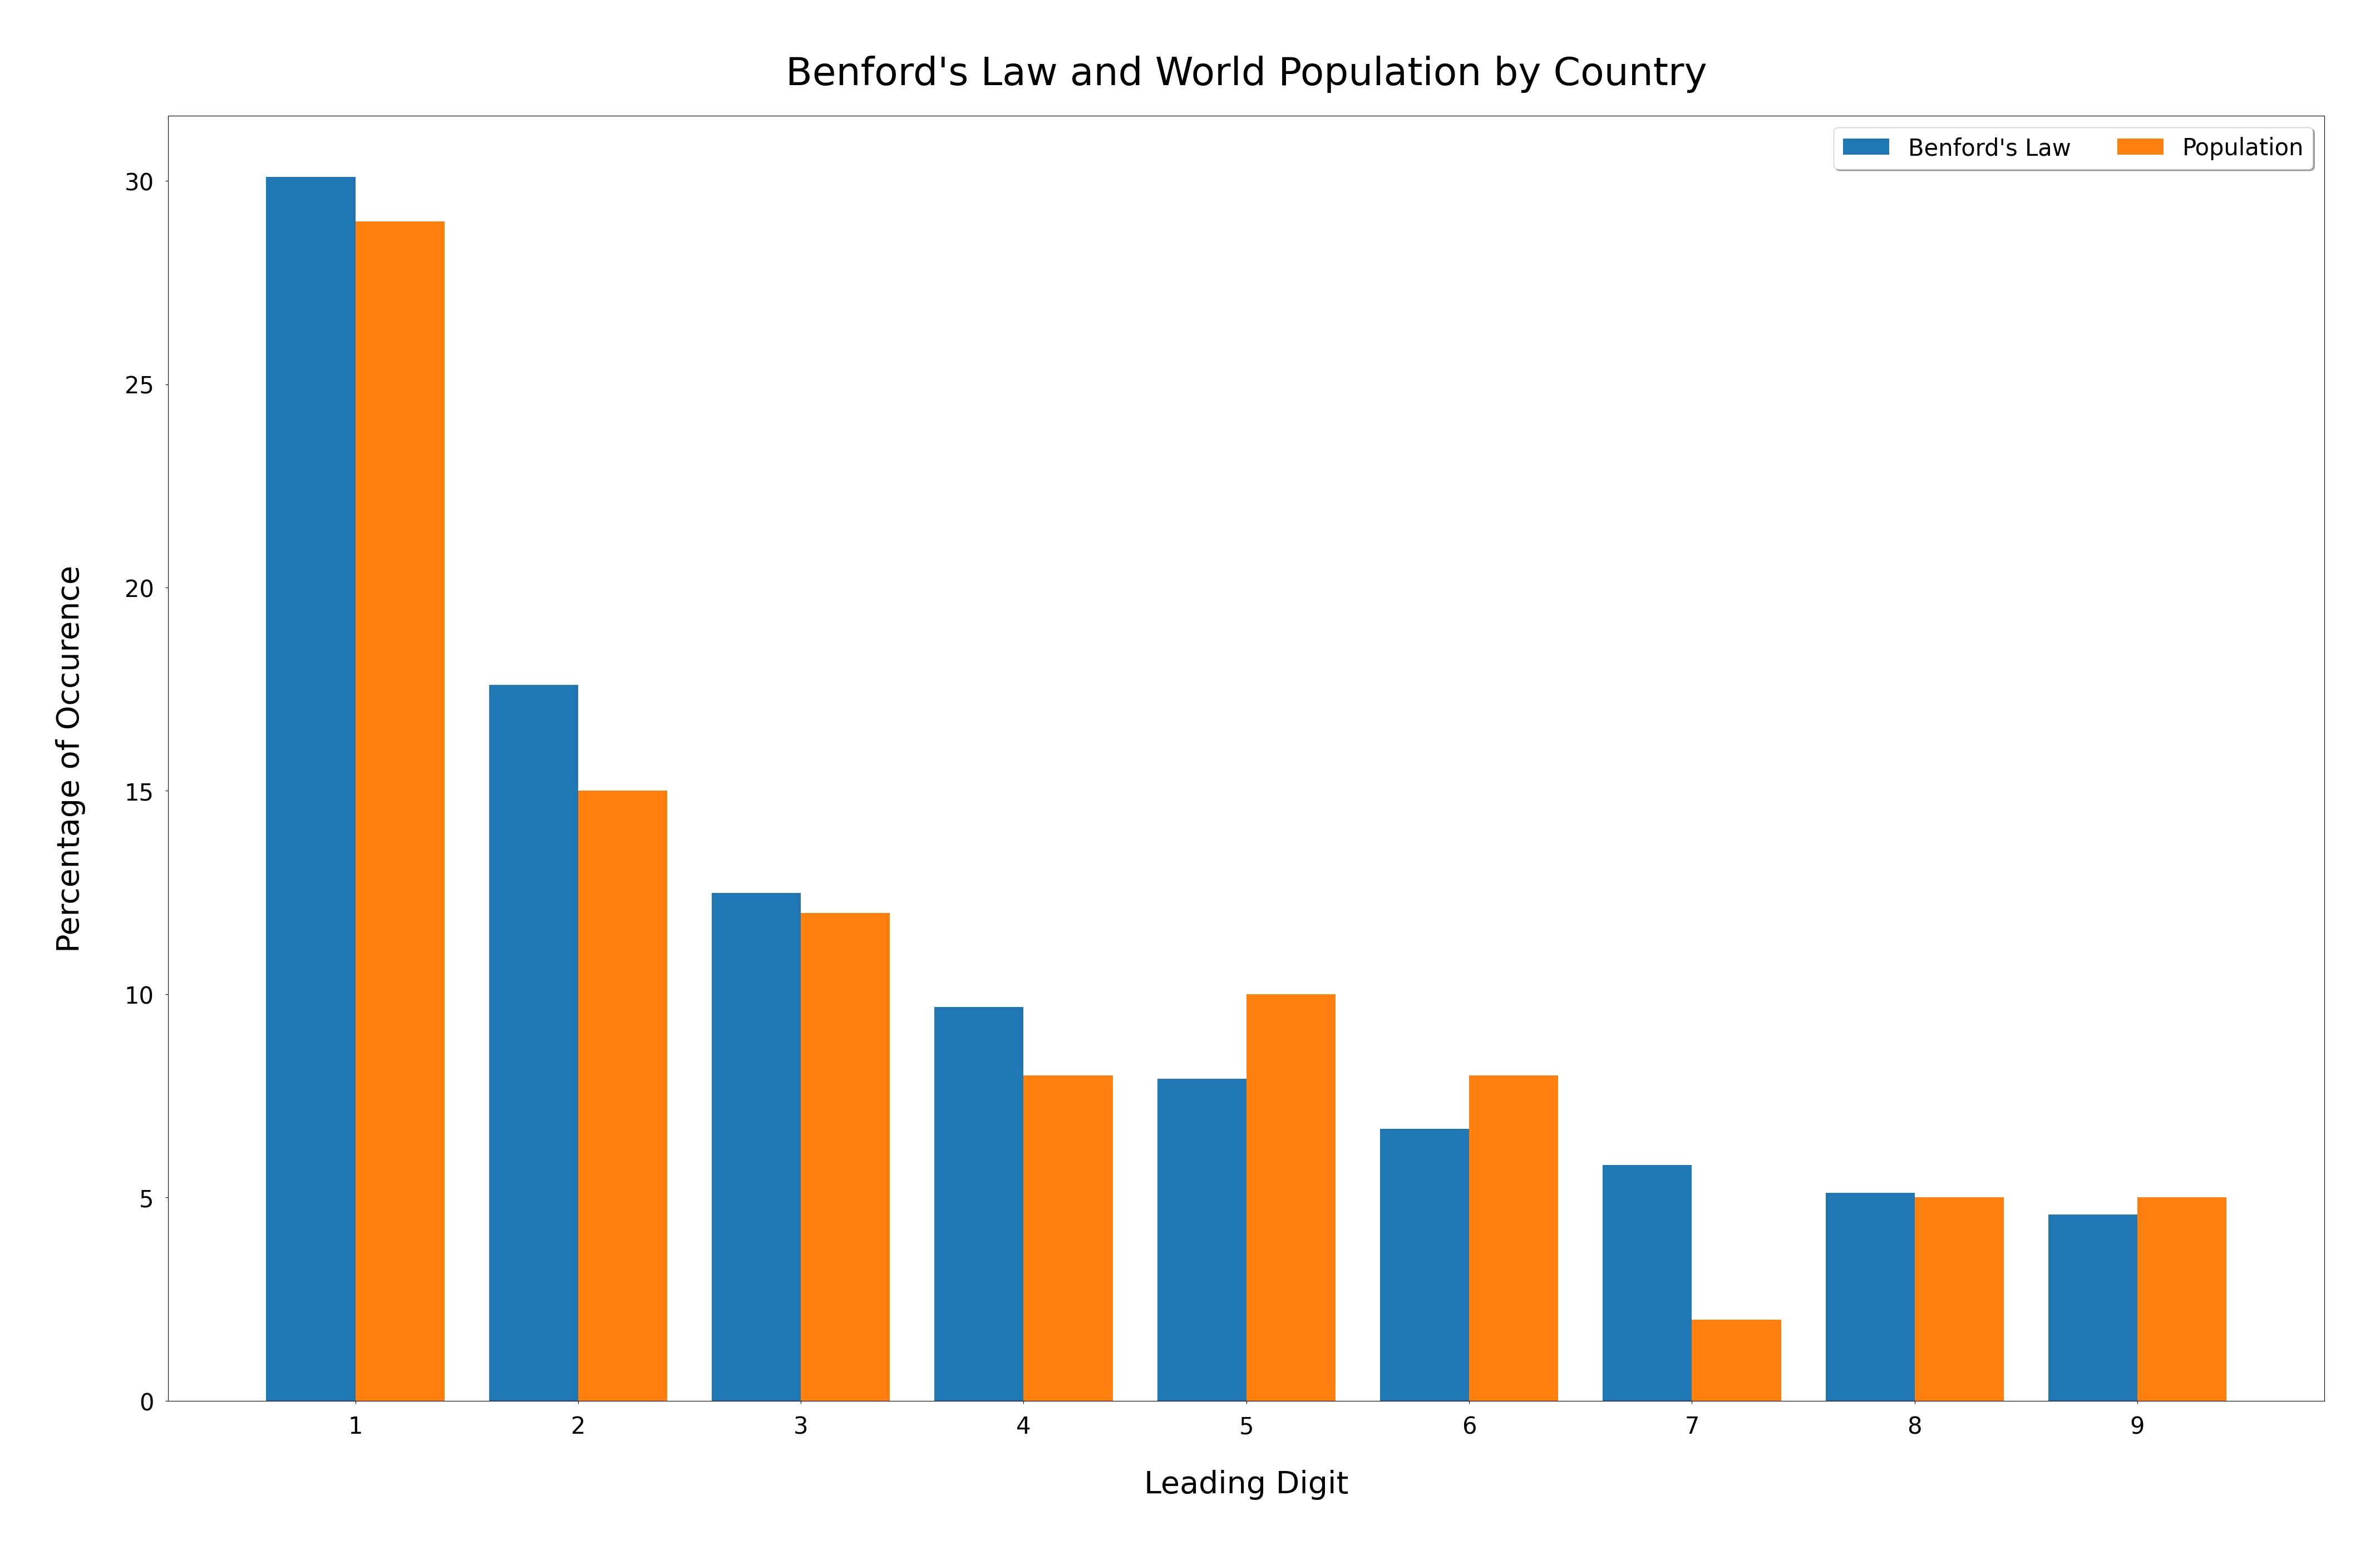 Benford's Law and World Population by Country
Benford's Law Population
30
25
20
15
10
5
0
Percentage of Occurence
1 2 3 4 5 6 7 8 9
Leading Digit